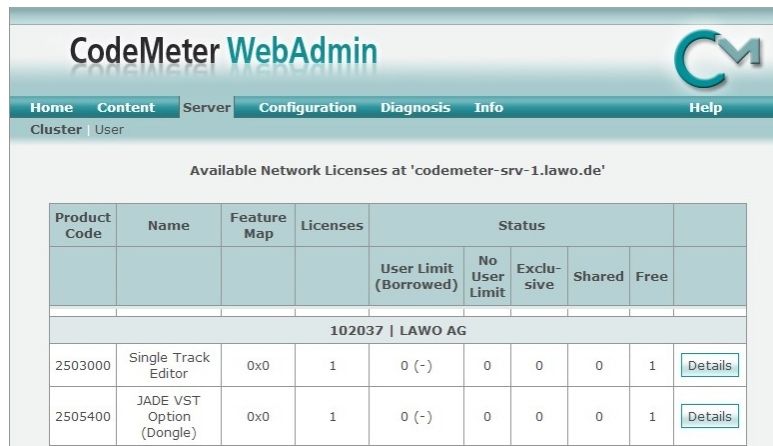 CodeMeter WebAdmin
CM
Home Content Server Configuration Diagnosis Info Help
Cluster | User
Available Network Licenses at 'codemeter-srv-1.lawo.de'
Product Code Name Feature Map Licenses Status
User Limit (Borrowed) No User Limit Exclu-sive Shared Free
102037 | LAWO AG
2503000 Single Track Editor 0x0 1 0 (-) 0 0 0 1 Details
2505400 JADE VST Option (Dongle) 0x0 1 0 (-) 0 0 0 1 Details